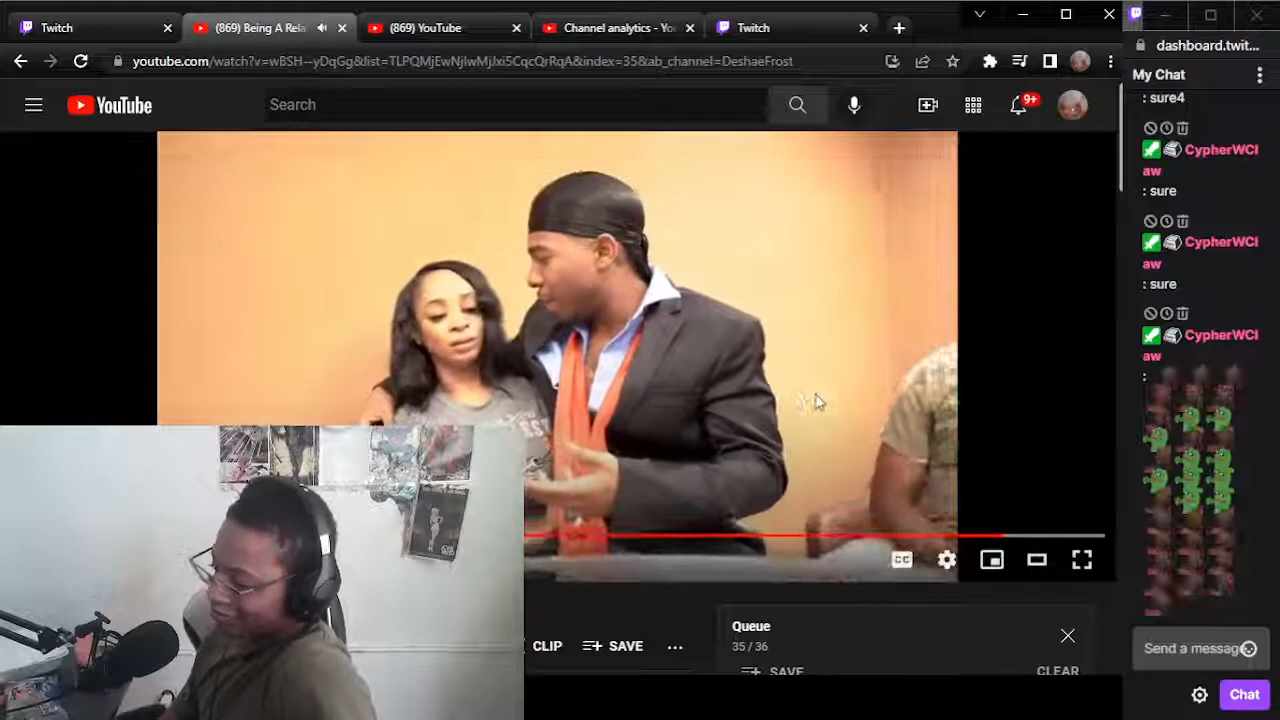 Twitch
(869) Being A Rela
(869) YouTube
Channel analytics - Yo
Twitch
youtube.com/watch?v=wBSH--yDqGg&list=TLPQMjEwNjIwMjJxi5CqcQrRqA&index=35&ab_channel=DeshaeFrost
dashboard.twit...
YouTube
Search
9+
My Chat
: sure4
CypherWCl
aw
: sure
CypherWCl
aw
: sure
CypherWCl
aw
:
CC
CLIP
SAVE
...
Queue
35 / 36
SAVE
CLEAR
Send a message
Chat